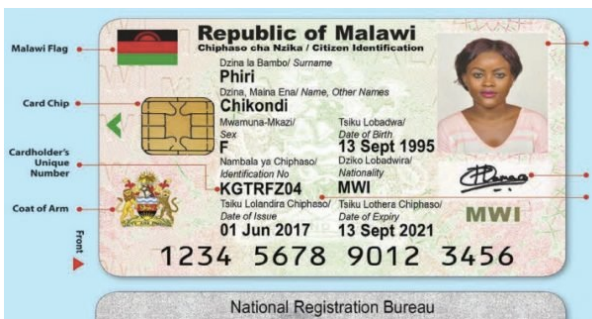 Malawi Flag
Card Chip
Cardholder's
Unique
Number
Coat of Arm
Front
Republic of Malawi
Chiphaso cha Nzika / Citizen Identification
Dzina la Bambo/ Surname
Phiri
Dzina, Maina Ena/ Name, Other Names
Chikondi
Mwamuna-Mkazi/ Tsiku Lobadwa/
Sex Date of Birth
F 13 Sept 1995
Nambala ya Chiphaso/ Dziko Lobadwira/
Identification No Nationality
KGTRFZ04 MWI
Tsiku Lolandira Chiphaso/ Tsiku Lothera Chiphaso/
Date of Issue Date of Expiry
01 Jun 2017 13 Sept 2021
MWI
1234 5678 9012 3456
National Registration Bureau